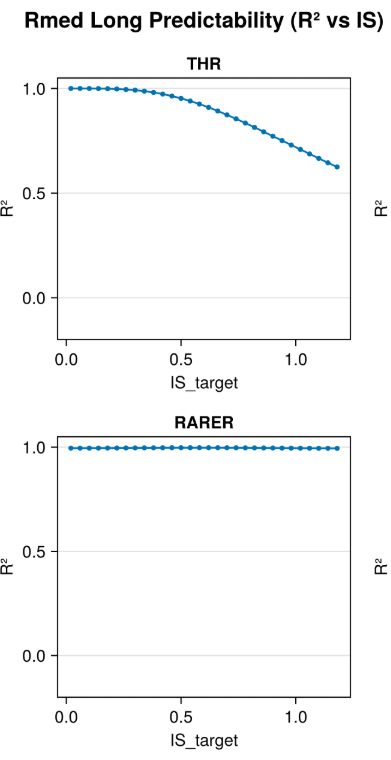 Rmed Long Predictability (R² vs IS)
THR
1.0
0.5
0.0
R²
R²
0.0 0.5 1.0
IS_target
RARER
1.0
0.5
0.0
R²
R²
0.0 0.5 1.0
IS_target